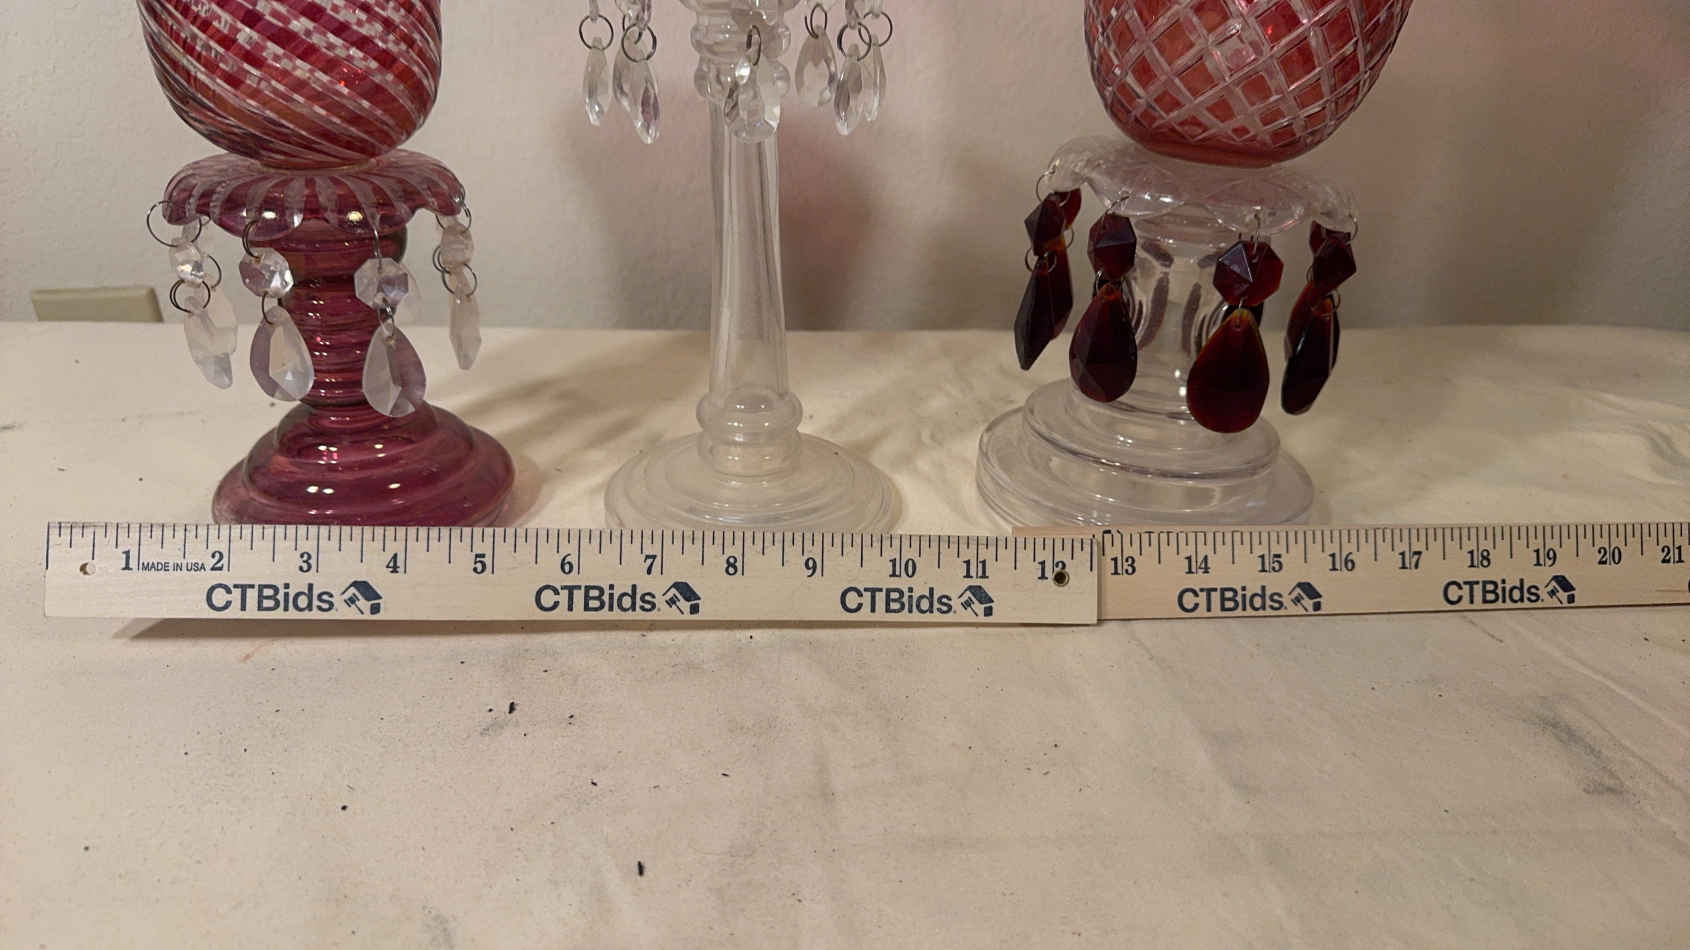 1 MADE IN USA 2 3 4 5 6 7 8 9 10 11 12 13 14 15 16 17 18 19 20 21
CTBids. CTBids. CTBids. CTBids. CTBids.